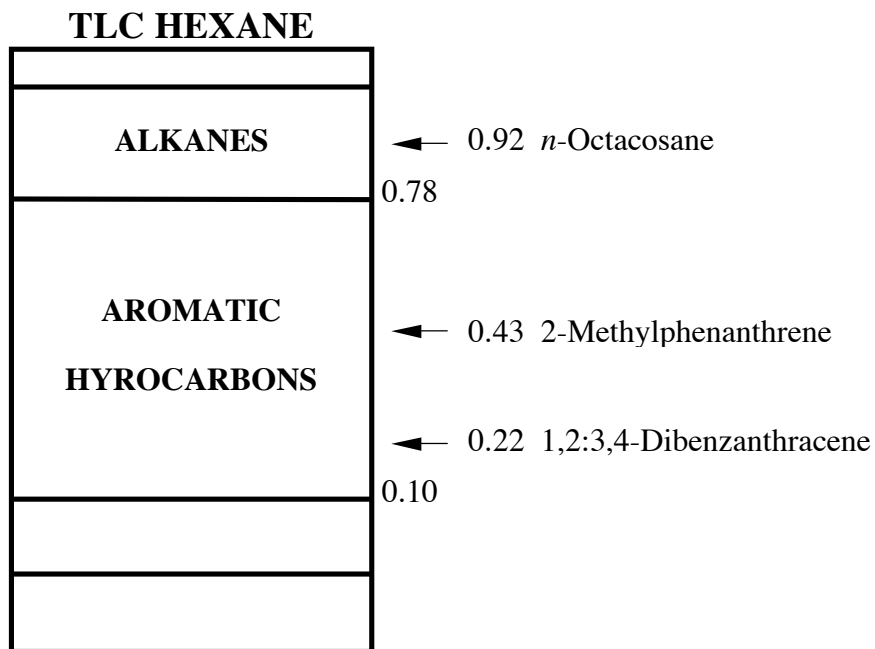 TLC HEXANE
ALKANES
0.92 n-Octacosane
0.78
AROMATIC
HYROCARBONS
0.43 2-Methylphenanthrene
0.22 1,2:3,4-Dibenzanthracene
0.10